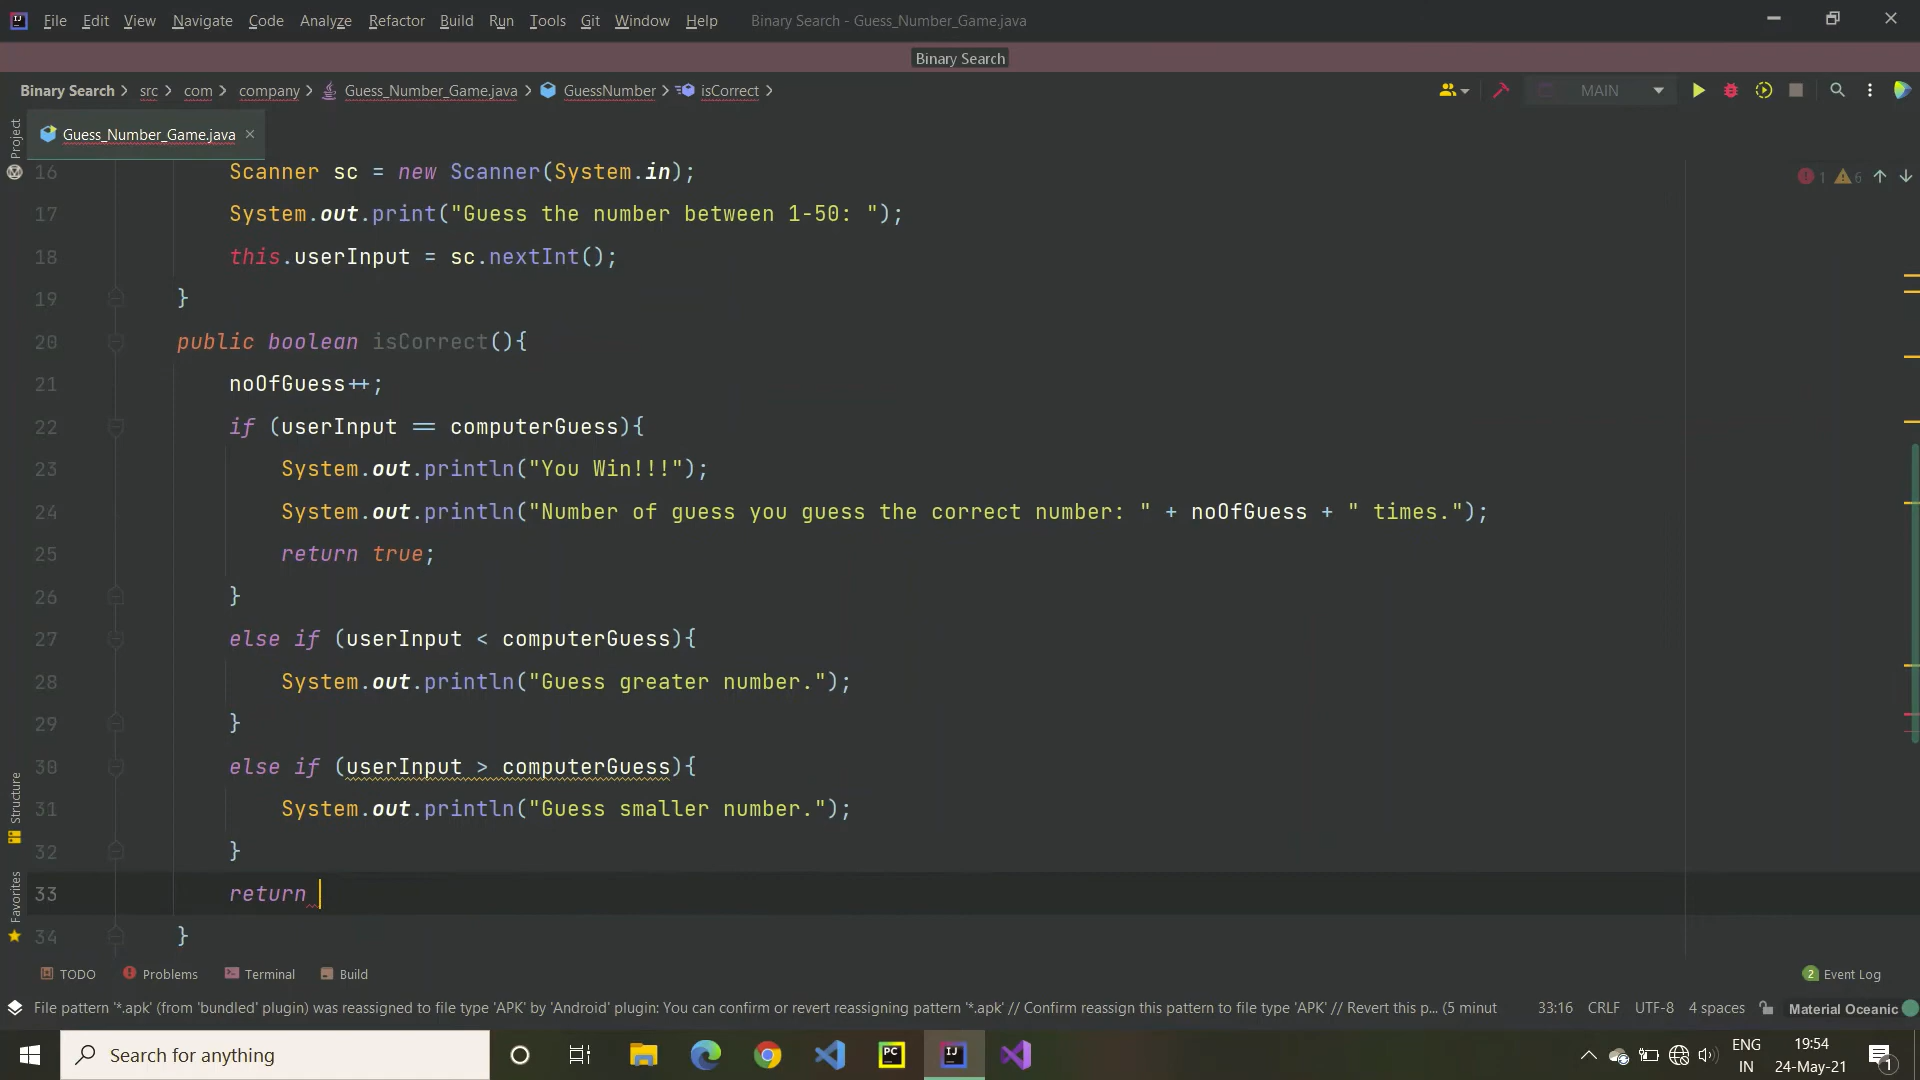 File Edit View Navigate Code Analyze Refactor Build Run Tools Git Window Help Binary Search - Guess_Number_Game.java
Binary Search
Binary Search src com company Guess_Number_Game.java GuessNumber isCorrect MAIN
Project
Guess_Number_Game.java
1 6
16 Scanner sc = new Scanner(System.in);
17 System.out.print("Guess the number between 1-50: ");
18 this.userInput = sc.nextInt();
19 }
20 public boolean isCorrect(){
21 noOfGuess++;
22 if (userInput == computerGuess){
23 System.out.println("You Win!!!");
24 System.out.println("Number of guess you guess the correct number: " + noOfGuess + " times.");
25 return true;
26 }
27 else if (userInput < computerGuess){
28 System.out.println("Guess greater number.");
29 }
30 else if (userInput > computerGuess){
31 System.out.println("Guess smaller number.");
32 }
33 return
34 }
Structure
Favorites
TODO Problems Terminal Build 2 Event Log
File pattern '*.apk' (from 'bundled' plugin) was reassigned to file type 'APK' by 'Android' plugin: You can confirm or revert reassigning pattern '*.apk' // Confirm reassign this pattern to file type 'APK' // Revert this p... (5 minut 33:16 CRLF UTF-8 4 spaces Material Oceanic
Search for anything PC IJ ENG 19:54
IN 24-May-21 1